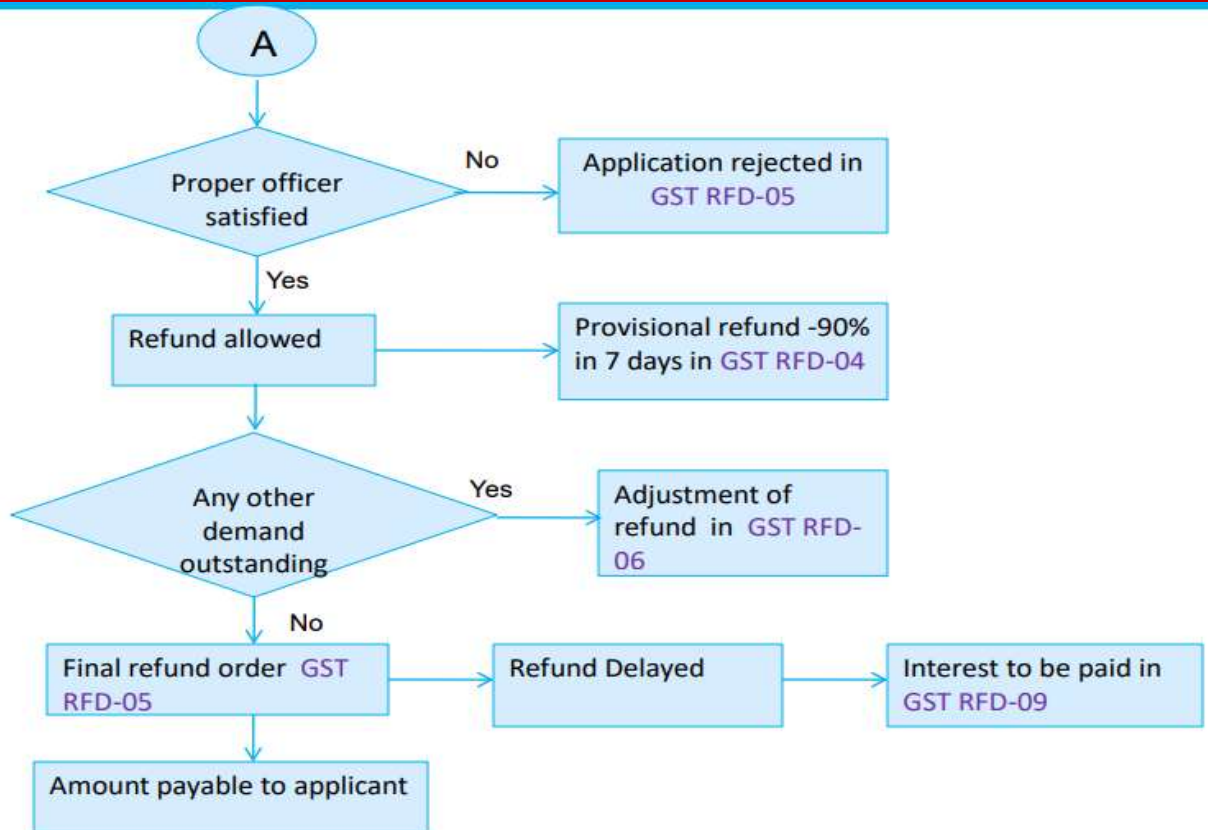 A
Proper officer
satisfied
No
Application rejected in
GST RFD-05
Yes
Refund allowed
Provisional refund -90%
in 7 days in GST RFD-04
Any other
demand
outstanding
Yes
Adjustment of
refund in GST RFD-
06
No
Final refund order GST
RFD-05
Refund Delayed
Interest to be paid in
GST RFD-09
Amount payable to applicant